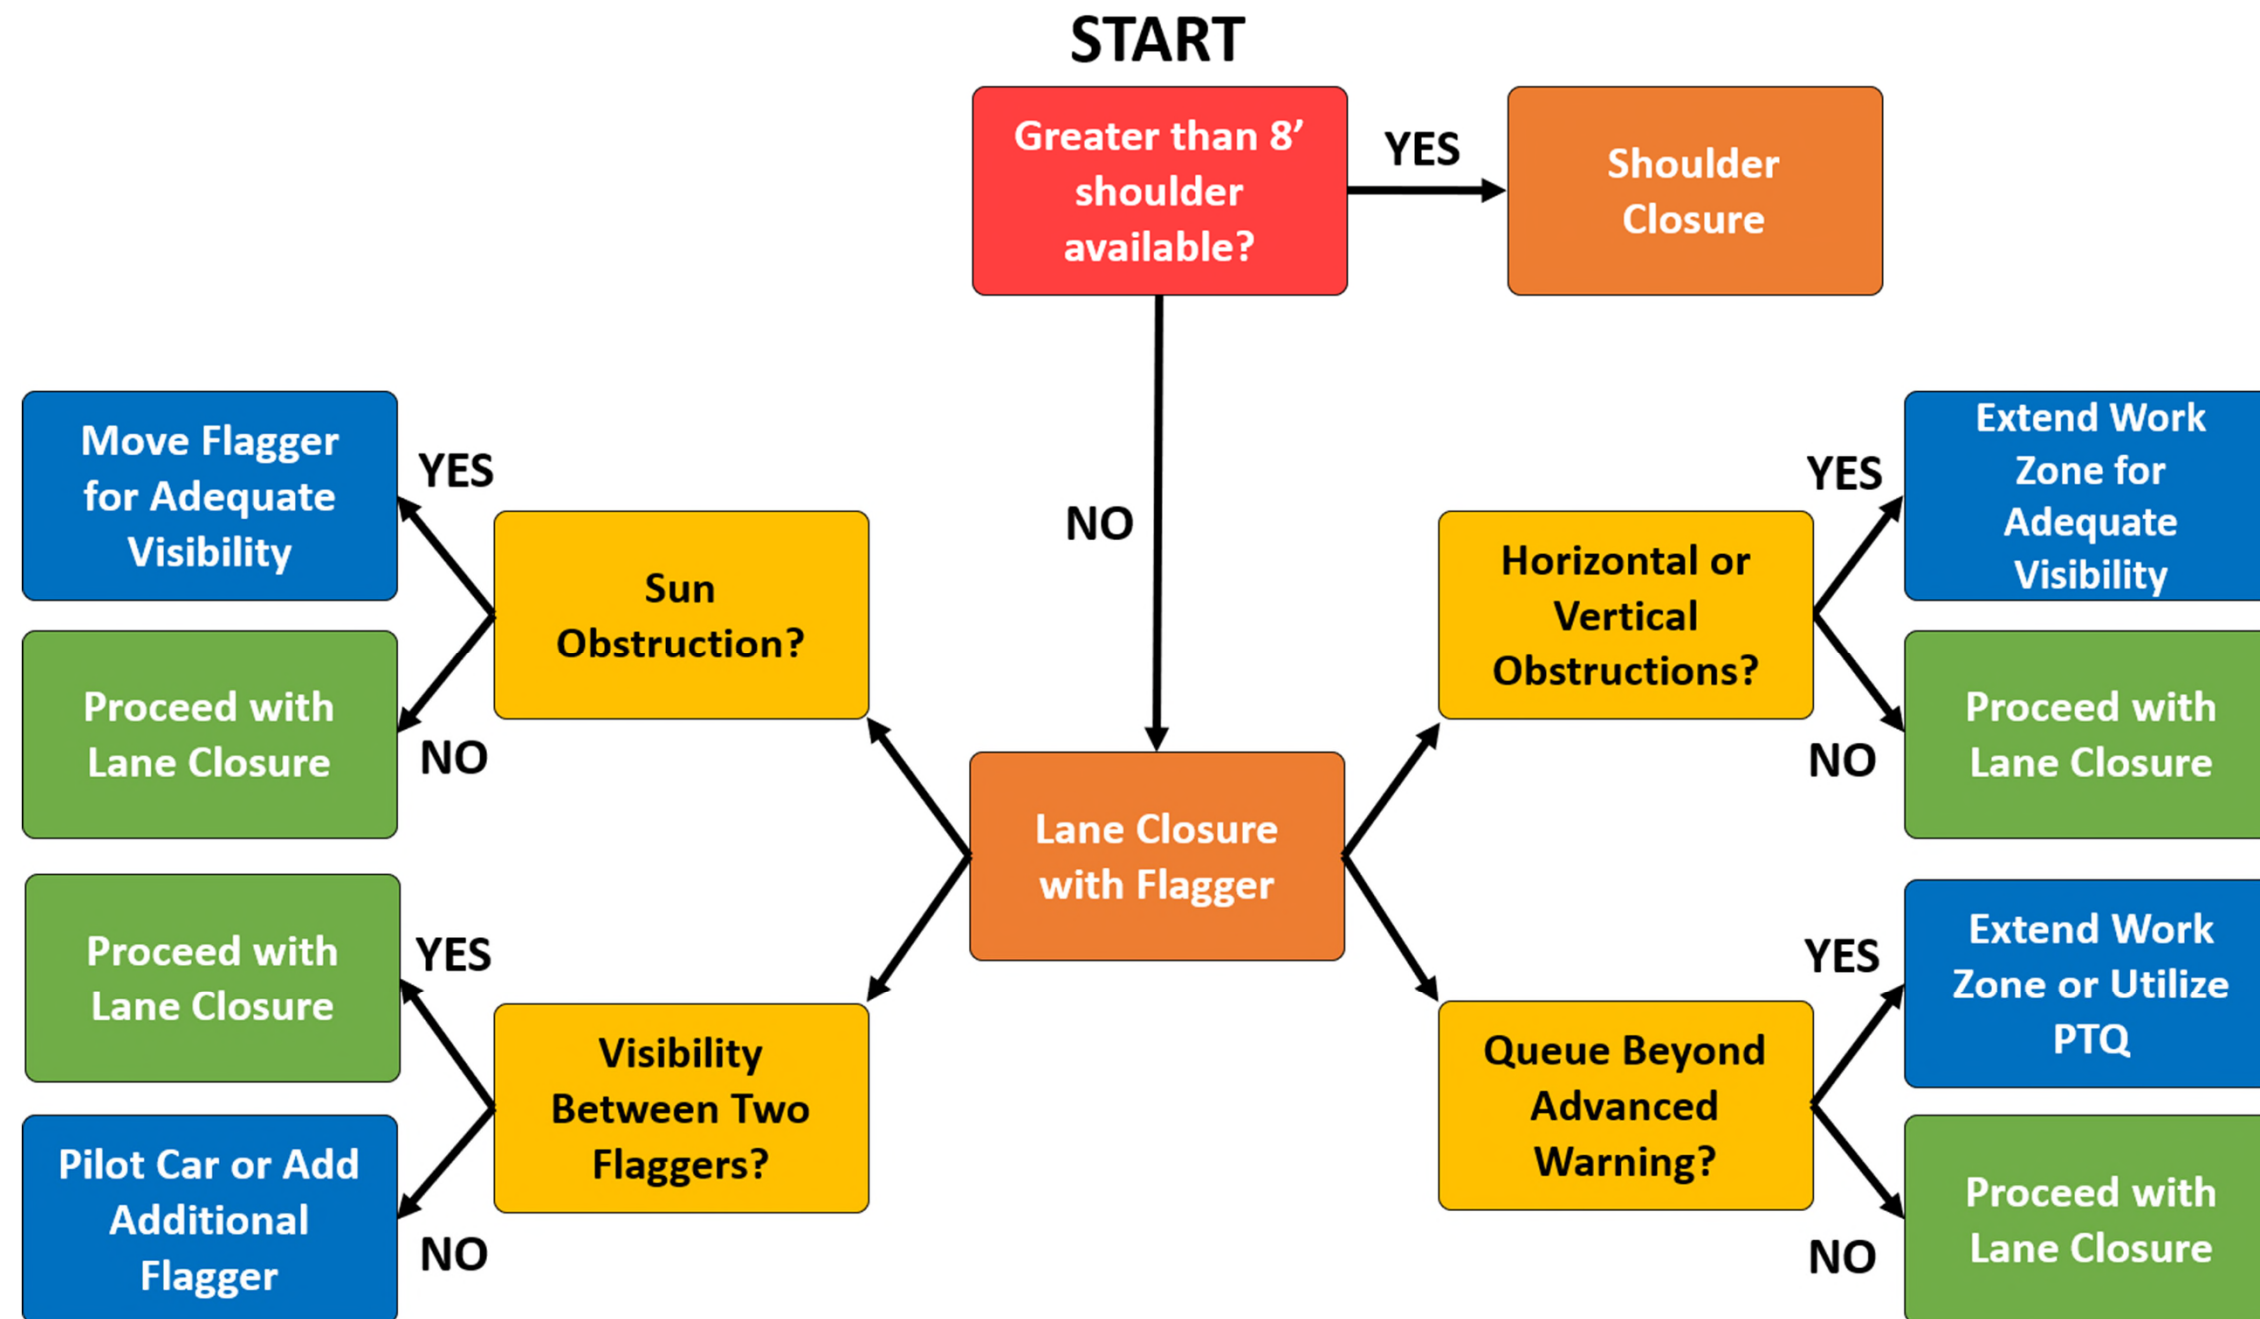 START
Greater than 8’
shoulder
available?
YES
Shoulder
Closure
NO
Move Flagger
for Adequate
Visibility
YES
Sun
Obstruction?
Proceed with
Lane Closure
NO
Horizontal or
Vertical
Obstructions?
YES
Extend Work
Zone for
Adequate
Visibility
NO
Proceed with
Lane Closure
Lane Closure
with Flagger
Proceed with
Lane Closure
YES
Visibility
Between Two
Flaggers?
Pilot Car or Add
Additional
Flagger
NO
Queue Beyond
Advanced
Warning?
YES
Extend Work
Zone or Utilize
PTQ
NO
Proceed with
Lane Closure